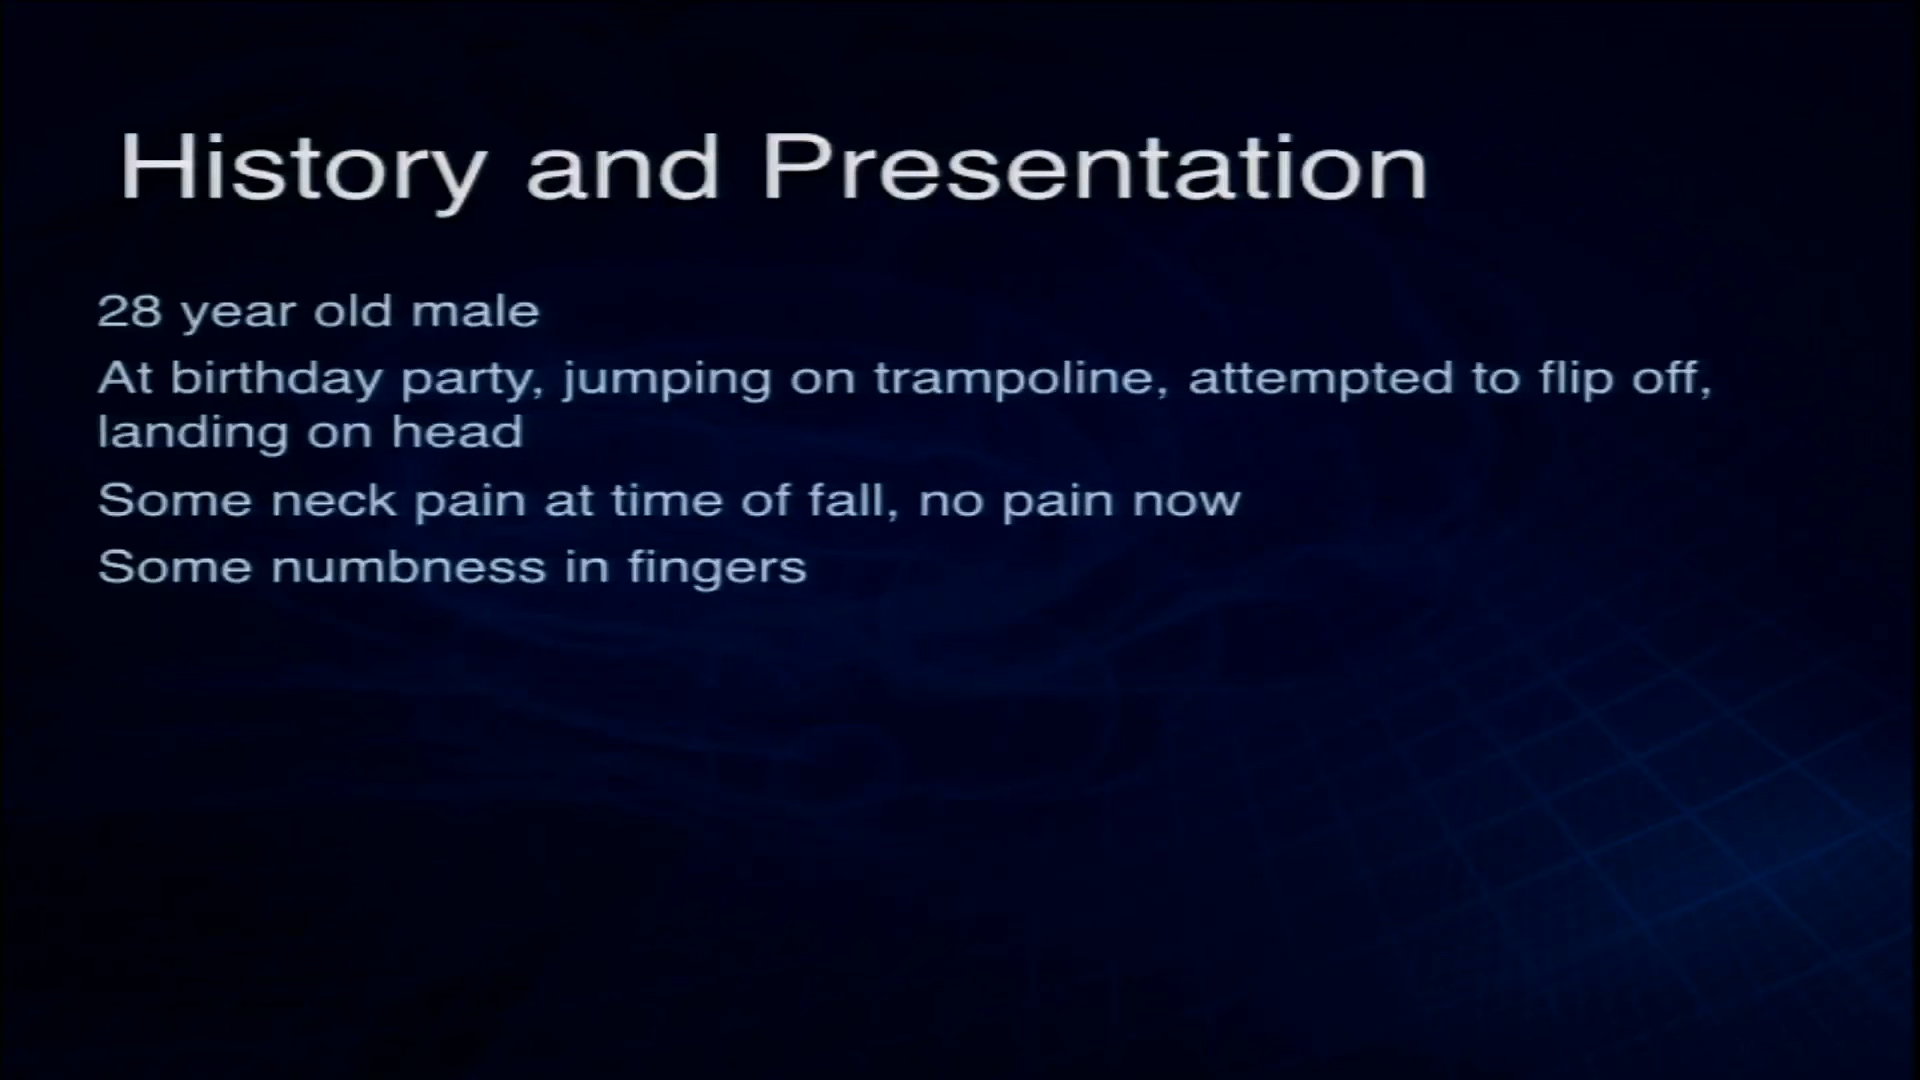 History and Presentation
28 year old male
At birthday party, jumping on trampoline, attempted to flip off,
landing on head
Some neck pain at time of fall, no pain now
Some numbness in fingers